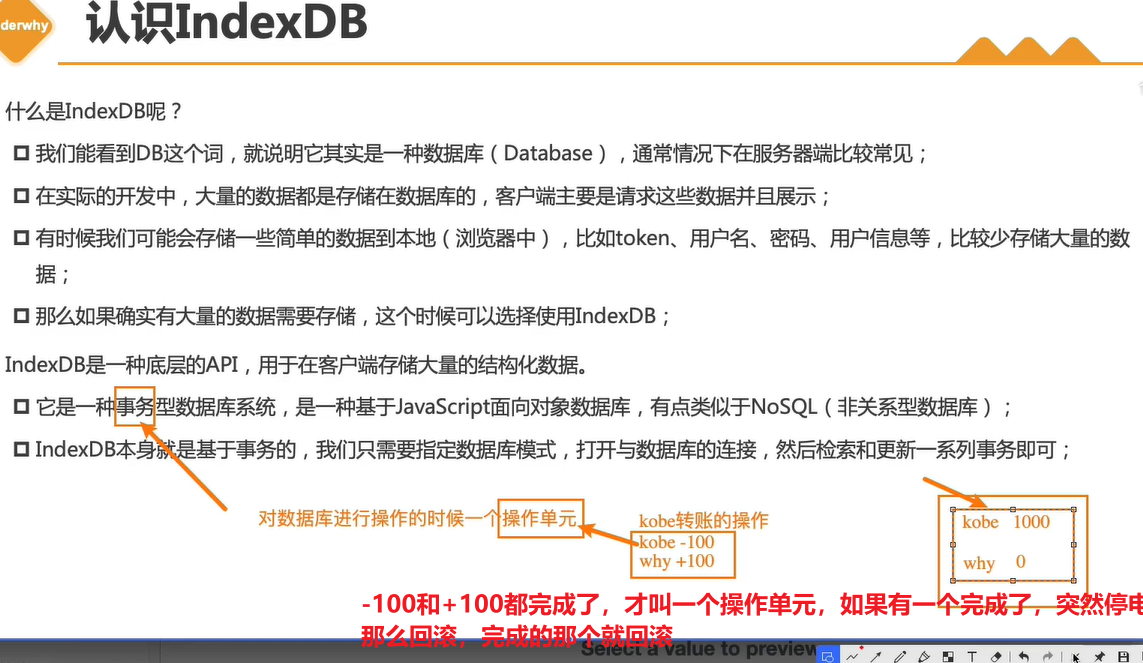 derwhy
认识IndexDB
什么是IndexDB呢？
我们能看到DB这个词，就说明它其实是一种数据库（Database），通常情况下在服务器端比较常见；
在实际的开发中，大量的数据都是存储在数据库的，客户端主要是请求这些数据并且展示；
有时候我们可能会存储一些简单的数据到本地（浏览器中），比如token、用户名、密码、用户信息等，比较少存储大量的数
据；
那么如果确实有大量的数据需要存储，这个时候可以选择使用IndexDB；
IndexDB是一种底层的API，用于在客户端存储大量的结构化数据。
它是一种事务型数据库系统，是一种基于JavaScript面向对象数据库，有点类似于NoSQL（非关系型数据库）；
IndexDB本身就是基于事务的，我们只需要指定数据库模式，打开与数据库的连接，然后检索和更新一系列事务即可；
对数据库进行操作的时候一个操作单元
kobe转账的操作
kobe -100
why +100
kobe 1000
why 0
-100和+100都完成了，才叫一个操作单元，如果有一个完成了，突然停电
那么回滚，完成的那个就回滚
Select a value to preview